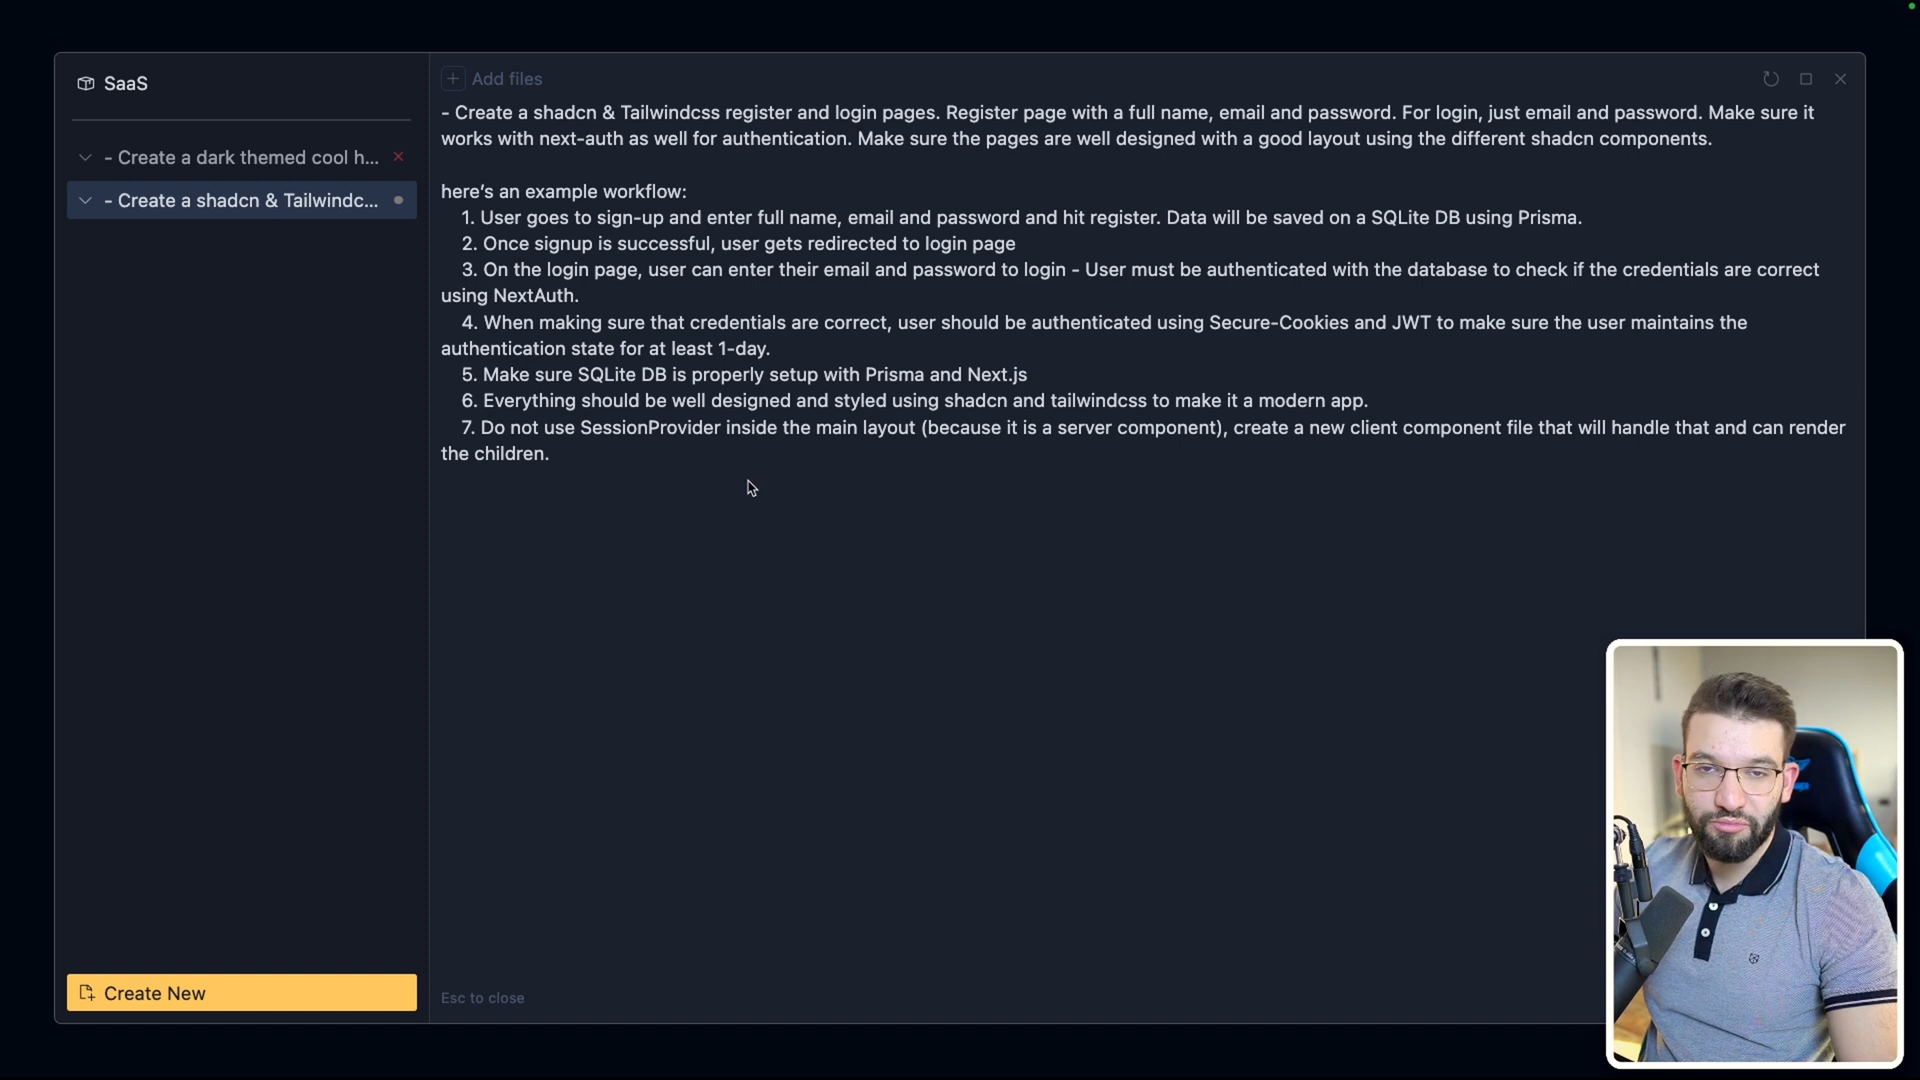 SaaS
- Create a dark themed cool h...
- Create a shadcn & Tailwindc...
Create New
Add files
- Create a shadcn & Tailwindcss register and login pages. Register page with a full name, email and password. For login, just email and password. Make sure it
works with next-auth as well for authentication. Make sure the pages are well designed with a good layout using the different shadcn components.
here’s an example workflow:
1. User goes to sign-up and enter full name, email and password and hit register. Data will be saved on a SQLite DB using Prisma.
2. Once signup is successful, user gets redirected to login page
3. On the login page, user can enter their email and password to login - User must be authenticated with the database to check if the credentials are correct
using NextAuth.
4. When making sure that credentials are correct, user should be authenticated using Secure-Cookies and JWT to make sure the user maintains the
authentication state for at least 1-day.
5. Make sure SQLite DB is properly setup with Prisma and Next.js
6. Everything should be well designed and styled using shadcn and tailwindcss to make it a modern app.
7. Do not use SessionProvider inside the main layout (because it is a server component), create a new client component file that will handle that and can render
the children.
Esc to close